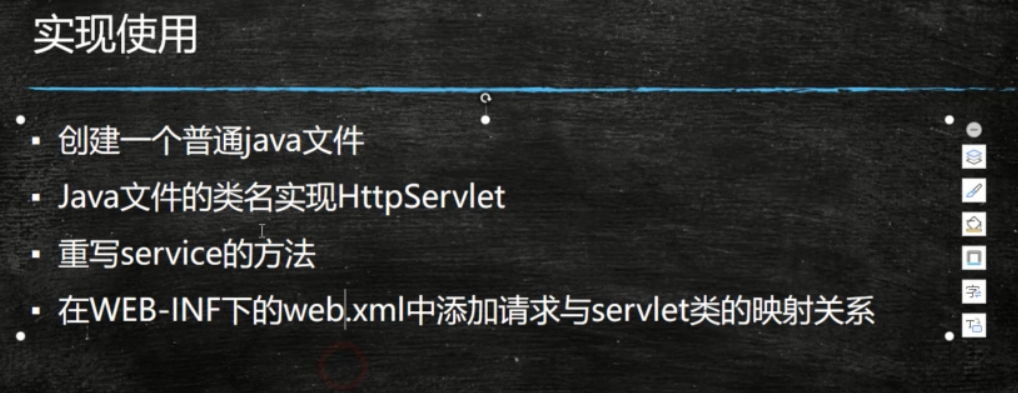 实现使用
▪ 创建一个普通java文件
▪ Java文件的类名实现HttpServlet
▪ 重写service的方法
▪ 在WEB-INF下的web.xml中添加请求与servlet类的映射关系